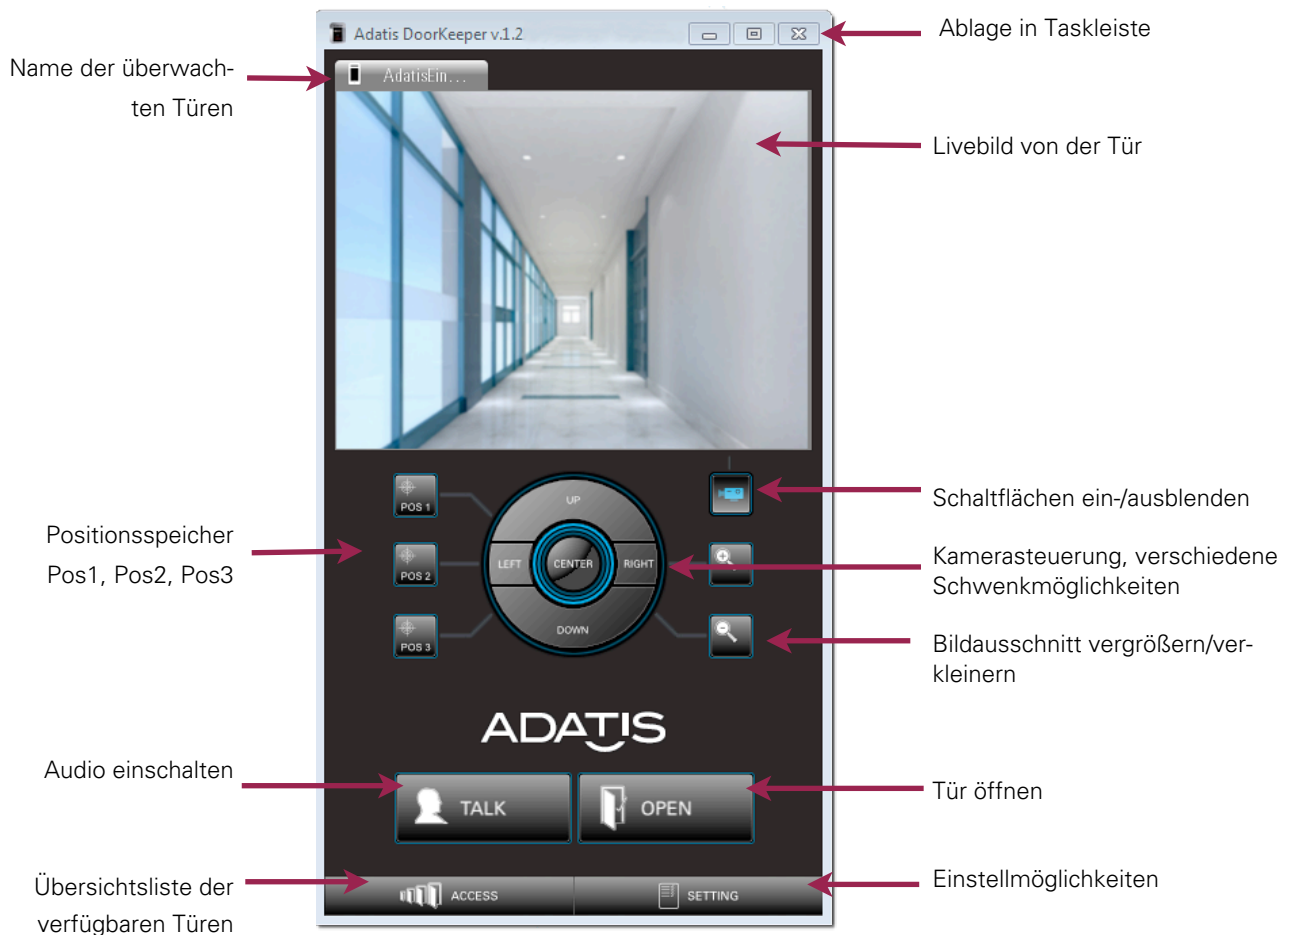 Adatis DoorKeeper v.1.2
Ablage in Taskleiste
Name der überwach-
ten Türen
AdatisEin...
Livebild von der Tür
POS 1
UP
Schaltflächen ein-/ausblenden
Positionsspeicher
Pos1, Pos2, Pos3
POS 2
LEFT
CENTER
RIGHT
Kamerasteuerung, verschiedene
Schwenkmöglichkeiten
POS 3
DOWN
Bildausschnitt vergrößern/ver-
kleinern
ADATIS
Audio einschalten
TALK
OPEN
Tür öffnen
Übersichtsliste der
verfügbaren Türen
ACCESS
SETTING
Einstellmöglichkeiten